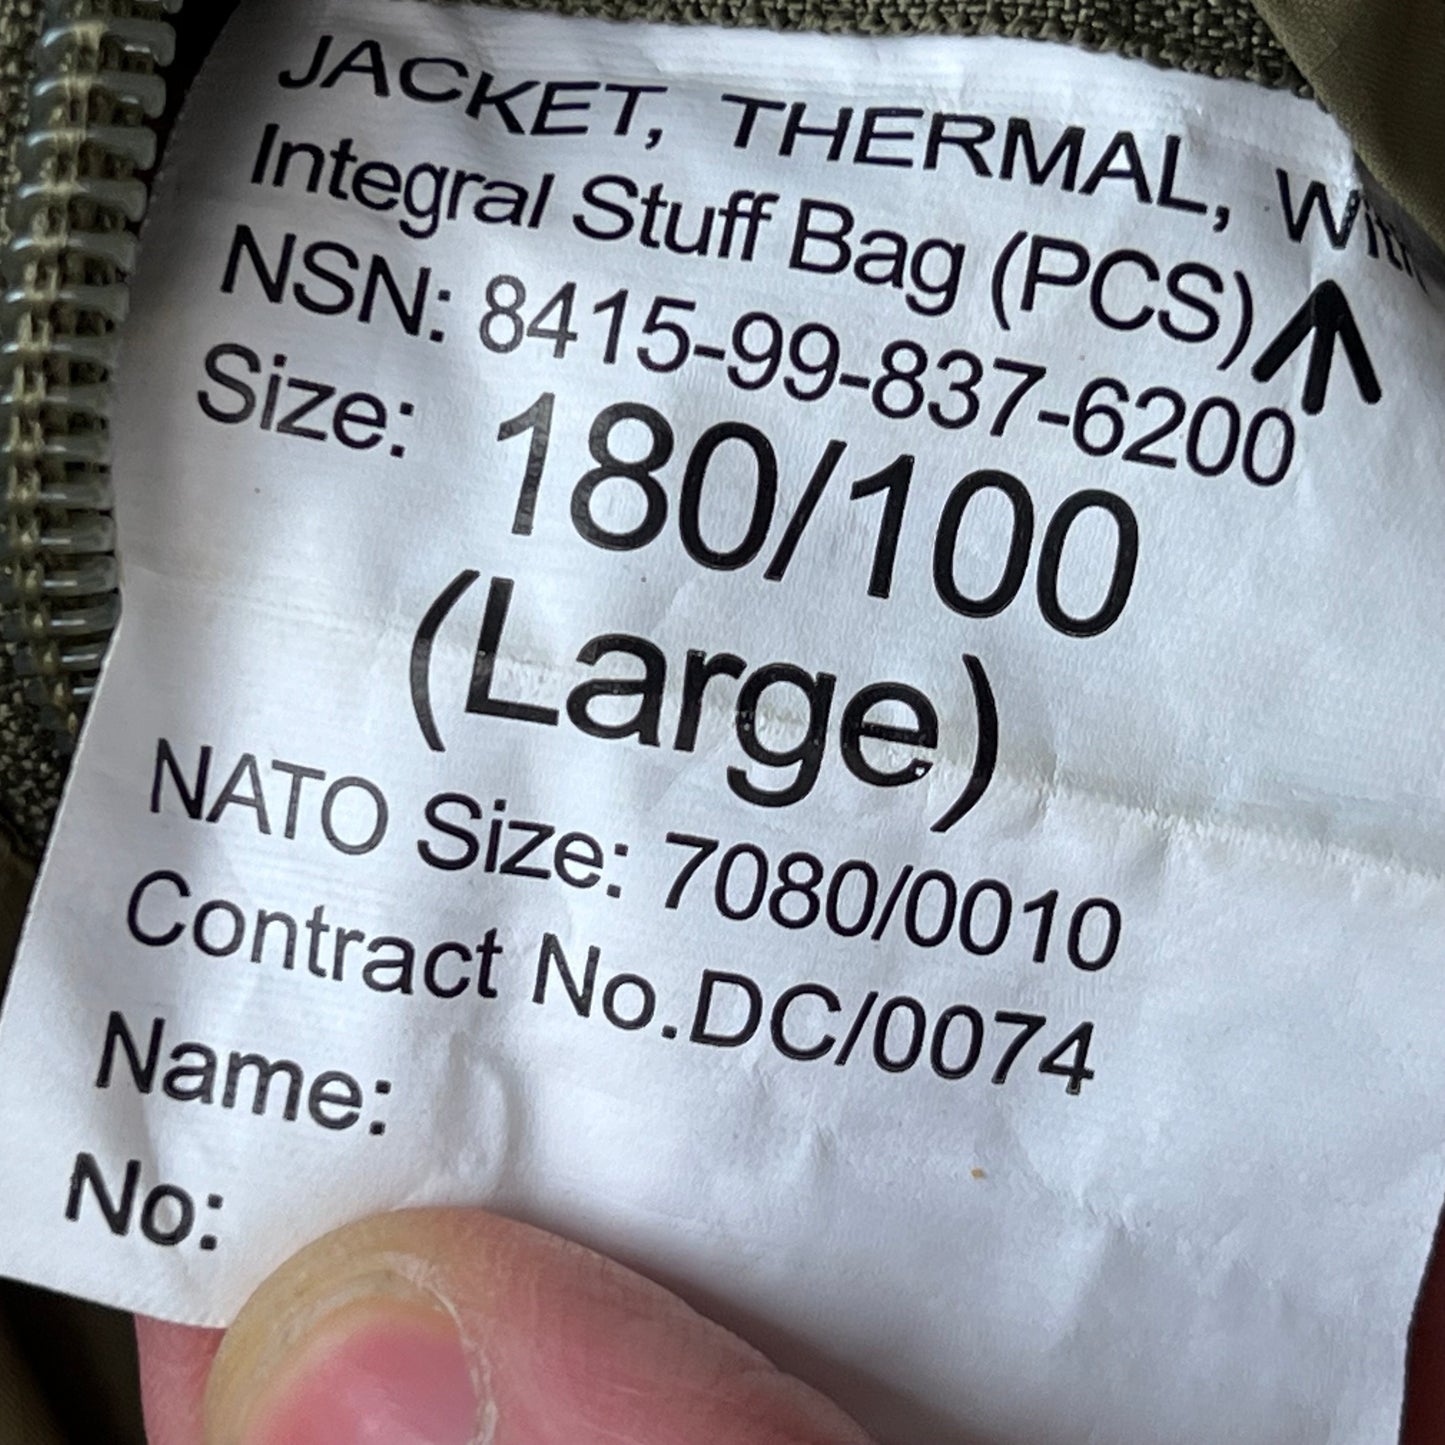 JACKET, THERMAL, With
Integral Stuff Bag (PCS)
NSN: 8415-99-837-6200
Size: 180/100
(Large)
NATO Size: 7080/0010
Contract No.DC/0074
Name:
No: